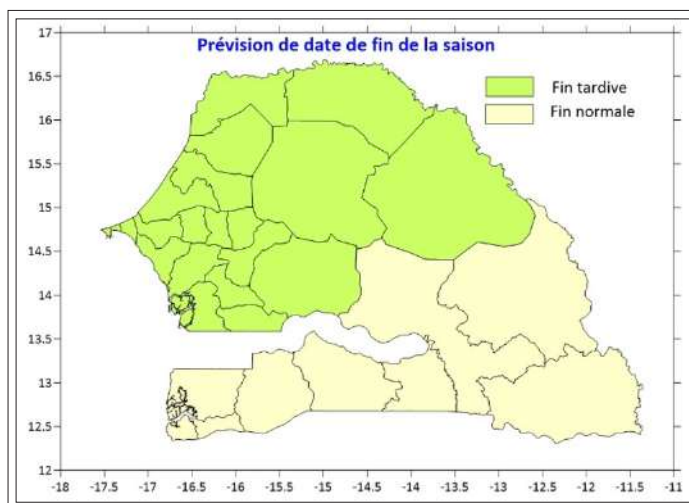 Prévision de date de fin de la saison
Fin tardive
Fin normale
17
16.5
16
15.5
15
14.5
14
13.5
13
12.5
12
-18 -17.5 -17 -16.5 -16 -15.5 -15 -14.5 -14 -13.5 -13 -12.5 -12 -11.5 -11